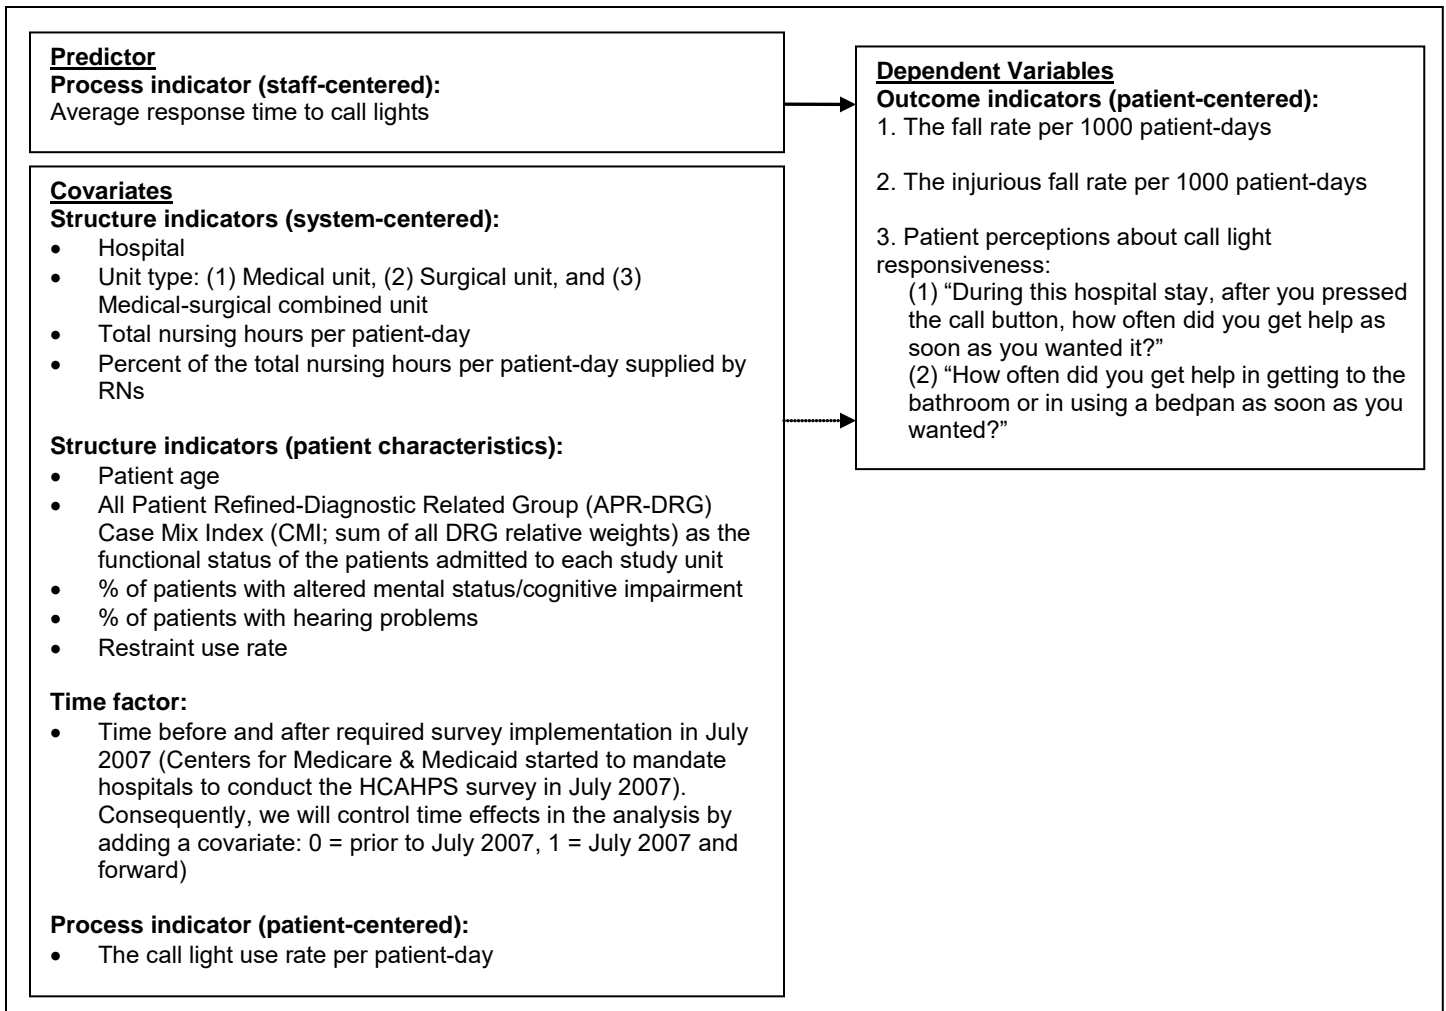 Predictor
Process indicator (staff-centered):
Average response time to call lights
Covariates
Structure indicators (system-centered):
• Hospital
• Unit type: (1) Medical unit, (2) Surgical unit, and (3)
Medical-surgical combined unit
• Total nursing hours per patient-day
• Percent of the total nursing hours per patient-day supplied by
RNs
Structure indicators (patient characteristics):
• Patient age
• All Patient Refined-Diagnostic Related Group (APR-DRG)
Case Mix Index (CMI; sum of all DRG relative weights) as the
functional status of the patients admitted to each study unit
• % of patients with altered mental status/cognitive impairment
• % of patients with hearing problems
• Restraint use rate
Time factor:
• Time before and after required survey implementation in July
2007 (Centers for Medicare & Medicaid started to mandate
hospitals to conduct the HCAHPS survey in July 2007).
Consequently, we will control time effects in the analysis by
adding a covariate: 0 = prior to July 2007, 1 = July 2007 and
forward)
Process indicator (patient-centered):
• The call light use rate per patient-day
Dependent Variables
Outcome indicators (patient-centered):
1. The fall rate per 1000 patient-days
2. The injurious fall rate per 1000 patient-days
3. Patient perceptions about call light
responsiveness:
(1) “During this hospital stay, after you pressed
the call button, how often did you get help as
soon as you wanted it?”
(2) “How often did you get help in getting to the
bathroom or in using a bedpan as soon as you
wanted?”